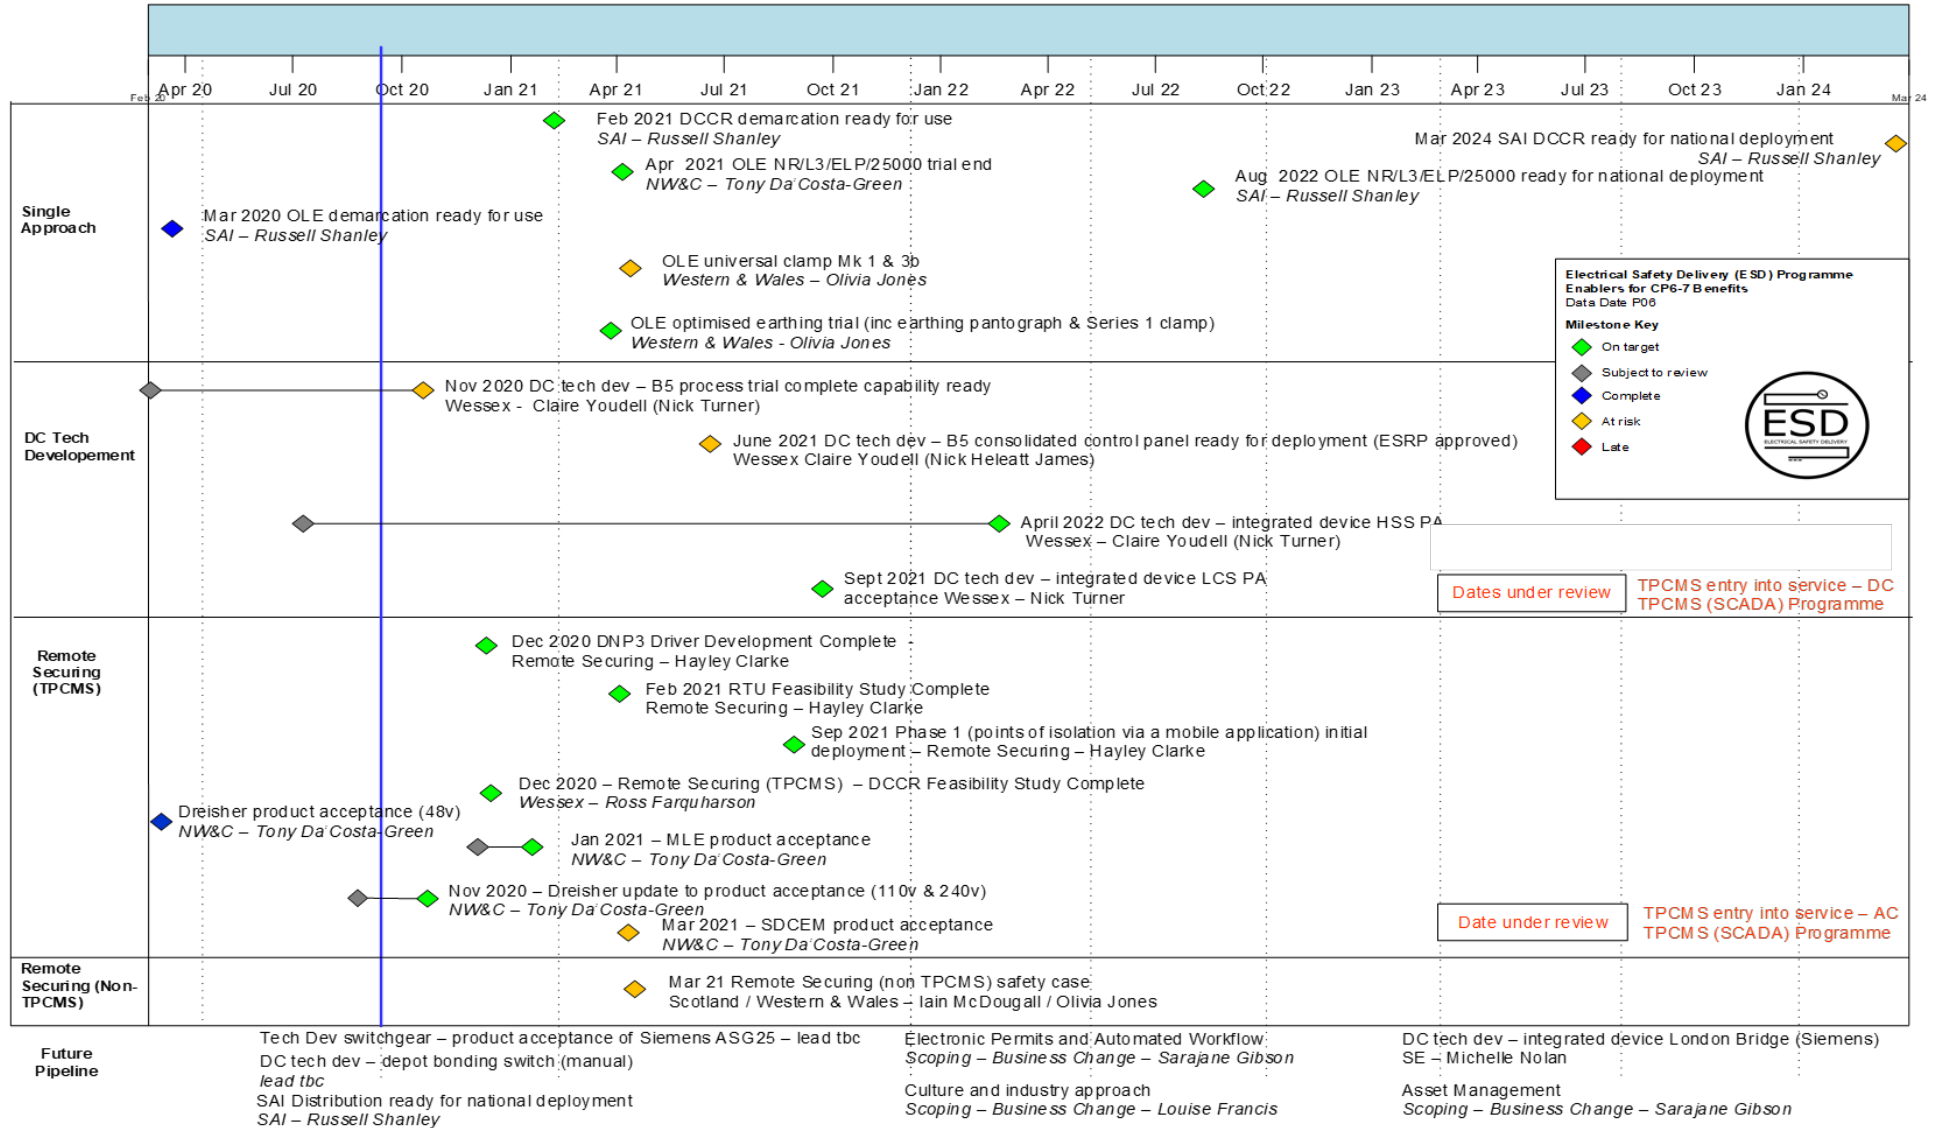 Feb 20
Apr 20
Jul 20
Oct 20
Jan 21
Apr 21
Jul 21
Oct 21
Jan 22
Apr 22
Jul 22
Oct 22
Jan 23
Apr 23
Jul 23
Oct 23
Jan 24
Mar 24
Single
Approach
Feb 2021 DCCR demarcation ready for use
SAI – Russell Shanley
Apr 2021 OLE NR/L3/ELP/25000 trial end
NW&C – Tony Da'Costa-Green
Mar 2024 SAI DCCR ready for national deployment
SAI – Russell Shanley
Aug 2022 OLE NR/L3/ELP/25000 ready for national deployment
SAI – Russell Shanley
Mar 2020 OLE demarcation ready for use
SAI – Russell Shanley
OLE universal clamp Mk 1 & 3b
Western & Wales – Olivia Jones
OLE optimised earthing trial (inc earthing pantograph & Series 1 clamp)
Western & Wales - Olivia Jones
Electrical Safety Delivery (ESD) Programme
Enablers for CP6-7 Benefits
Data Date P06
Milestone Key
On target
Subject to review
Complete
At risk
Late
ESD
ELECTRICAL SAFETY DELIVERY
DC Tech
Developement
Nov 2020 DC tech dev – B5 process trial complete capability ready
Wessex - Claire Youdell (Nick Turner)
June 2021 DC tech dev – B5 consolidated control panel ready for deployment (ESRP approved)
Wessex Claire Youdell (Nick Heleatt James)
April 2022 DC tech dev – integrated device HSS PA
Wessex – Claire Youdell (Nick Turner)
Sept 2021 DC tech dev – integrated device LCS PA
acceptance Wessex – Nick Turner
Dates under review
TPCMS entry into service – DC
TPCMS (SCADA) Programme
Remote
Securing
(TPCMS)
Dec 2020 DNP3 Driver Development Complete -
Remote Securing – Hayley Clarke
Feb 2021 RTU Feasibility Study Complete
Remote Securing – Hayley Clarke
Sep 2021 Phase 1 (points of isolation via a mobile application) initial
deployment – Remote Securing – Hayley Clarke
Dec 2020 – Remote Securing (TPCMS) – DCCR Feasibility Study Complete
Wessex – Ross Farquharson
Dreisher product acceptance (48v)
NW&C – Tony Da'Costa-Green
Jan 2021 – MLE product acceptance
NW&C – Tony Da'Costa-Green
Nov 2020 – Dreisher update to product acceptance (110v & 240v)
NW&C – Tony Da'Costa-Green
Mar 2021 – SDCEM product acceptance
NW&C – Tony Da'Costa-Green
Date under review
TPCMS entry into service – AC
TPCMS (SCADA) Programme
Remote
Securing (Non-
TPCMS)
Mar 21 Remote Securing (non TPCMS) safety case
Scotland / Western & Wales – Iain McDougall / Olivia Jones
Future
Pipeline
Tech Dev switchgear – product acceptance of Siemens ASG25 – lead tbc
DC tech dev – depot bonding switch (manual)
lead tbc
SAI Distribution ready for national deployment
SAI – Russell Shanley
Electronic Permits and Automated Workflow
Scoping – Business Change – Sarajane Gibson
Culture and industry approach
Scoping – Business Change – Louise Francis
DC tech dev – integrated device London Bridge (Siemens)
SE – Michelle Nolan
Asset Management
Scoping – Business Change – Sarajane Gibson